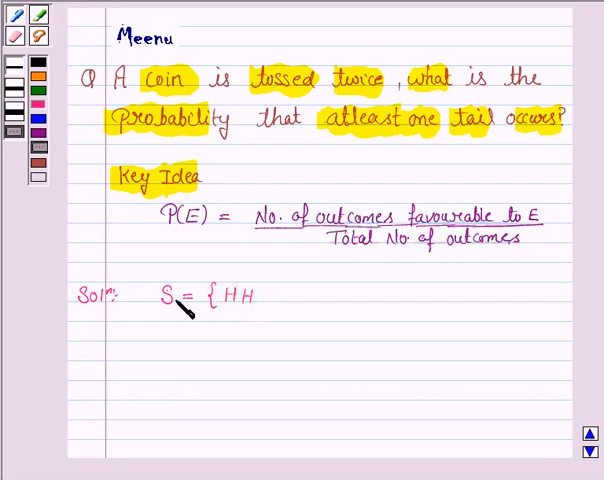 Meenu
Q A coin is tossed twice, what is the
probability that atleast one tail occurs?
Key Idea
P(E) = No. of outcomes favourable to E
Total No. of outcomes
Solⁿ: S = { H H